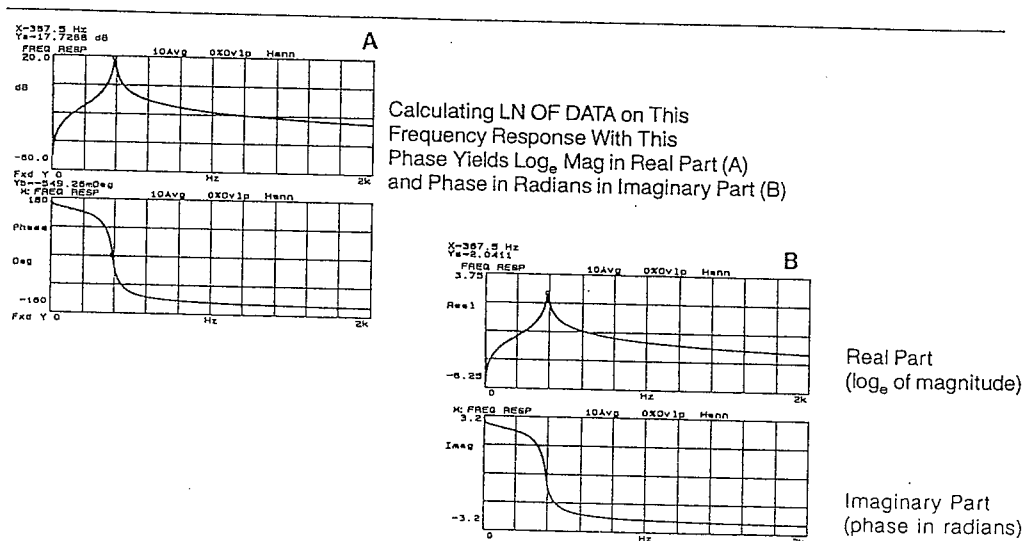 X=367.5 Hz
Ya=17.7288 dB
A
FREQ RESP 10Avg 0%Ovlp Hann
20.0
dB
-60.0
Fxd Y 0 Hz 2k
Yb=-549.26mDeg
M: FREQ RESP 10Avg 0%Ovlp Hann
180
Phase
Deg
-180
Fxd Y 0 Hz 2k
Calculating LN OF DATA on This
Frequency Response With This
Phase Yields Logₑ Mag in Real Part (A)
and Phase in Radians in Imaginary Part (B)
X=367.5 Hz
Ya=2.0411
B
FREQ RESP 10Avg 0%Ovlp Hann
3.75
Real
-6.25
0 Hz 2k
M: FREQ RESP 10Avg 0%Ovlp Hann
3.2
Imag
-3.2
0 Hz
Real Part
(logₑ of magnitude)
Imaginary Part
(phase in radians)